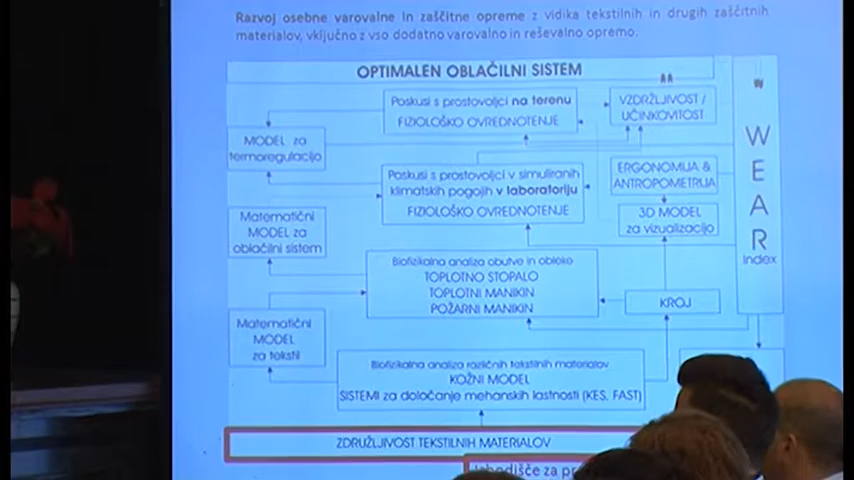 Razvoj osebne varovalne in zaščitne opreme z vidika tekstilnih in drugih zaščitnih
materialov, vključno z vso dodatno varovalno in reševalno opremo.
OPTIMALEN OBLAČILNI SISTEM
Poskusi s prostovoljci na terenu
FIZIOLOŠKO OVREDNOTENJE
VZDRŽLJIVOST /
UČINKOVITOST
MODEL za
termoregulacijo
Poskusi s prostovoljci v simuliranih
klimatskih pogojih v laboratoriju
FIZIOLOŠKO OVREDNOTENJE
ERGONOMIJA &
ANTROPOMETRIJA
W
E
A
R
index
Matematični
MODEL za
oblačilni sistem
3D MODEL
za vizualizacijo
Biofizikalna analiza obutve in obleke
TOPLOTNO STOPALO
TOPLOTNI MANIKIN
POŽARNI MANIKIN
KROJ
Matematični
MODEL
za tekstil
Biofizikalna analiza različnih tekstilnih materialov
KOŽNI MODEL
SISTEMI za določanje mehanskih lastnosti (KES, FAST)
ZDRUŽLJIVOST TEKSTILNIH MATERIALOV
za